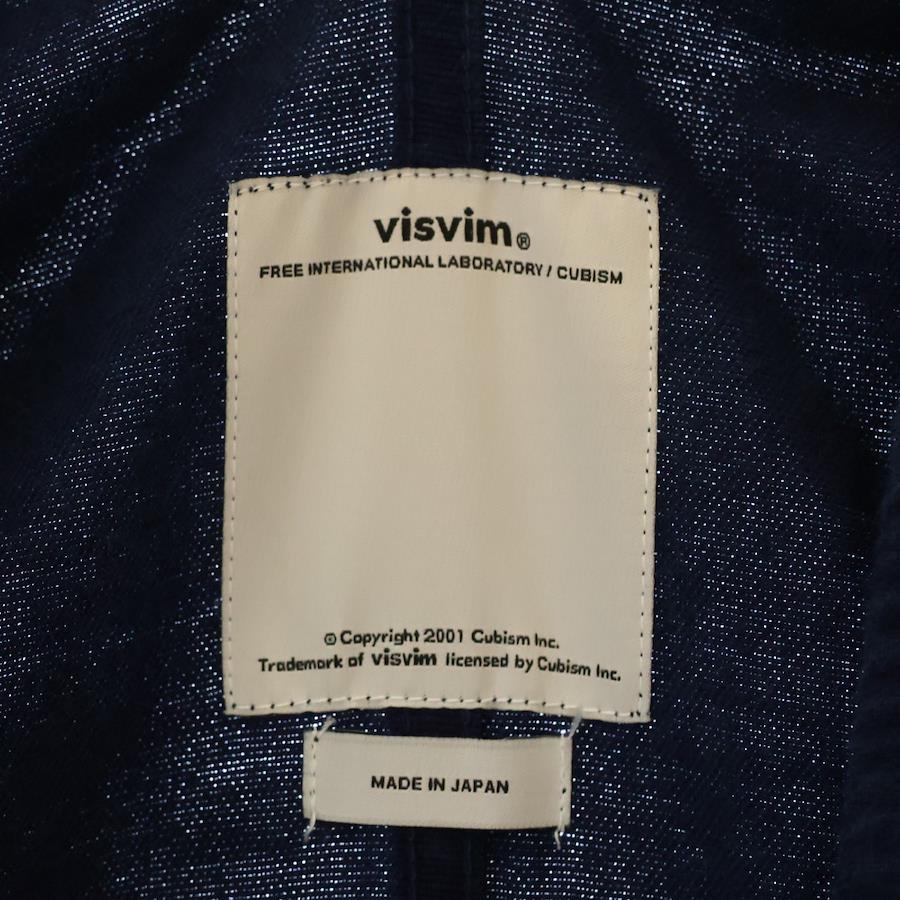 visvim®
FREE INTERNATIONAL LABORATORY / CUBISM
© Copyright 2001 Cubism Inc.
Trademark of visvim licensed by Cubism Inc.
MADE IN JAPAN